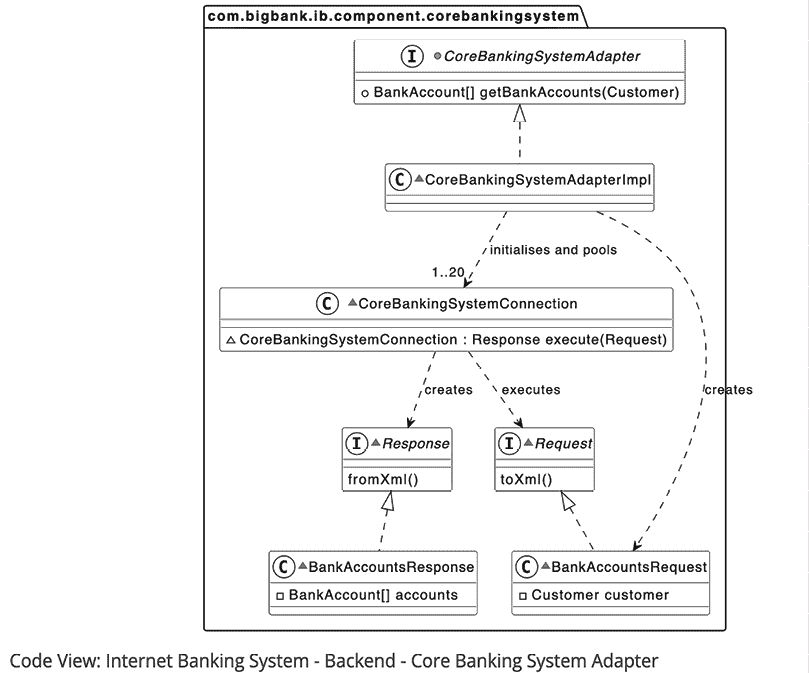 com.bigbank.ib.component.corebankingsystem
I CoreBankingSystemAdapter
BankAccount[] getBankAccounts(Customer)
C CoreBankingSystemAdapterImpl
initialises and pools
1..20
C CoreBankingSystemConnection
CoreBankingSystemConnection : Response execute(Request)
creates
executes
creates
I Response
fromXml()
I Request
toXml()
C BankAccountsResponse
BankAccount[] accounts
C BankAccountsRequest
Customer customer
Code View: Internet Banking System - Backend - Core Banking System Adapter